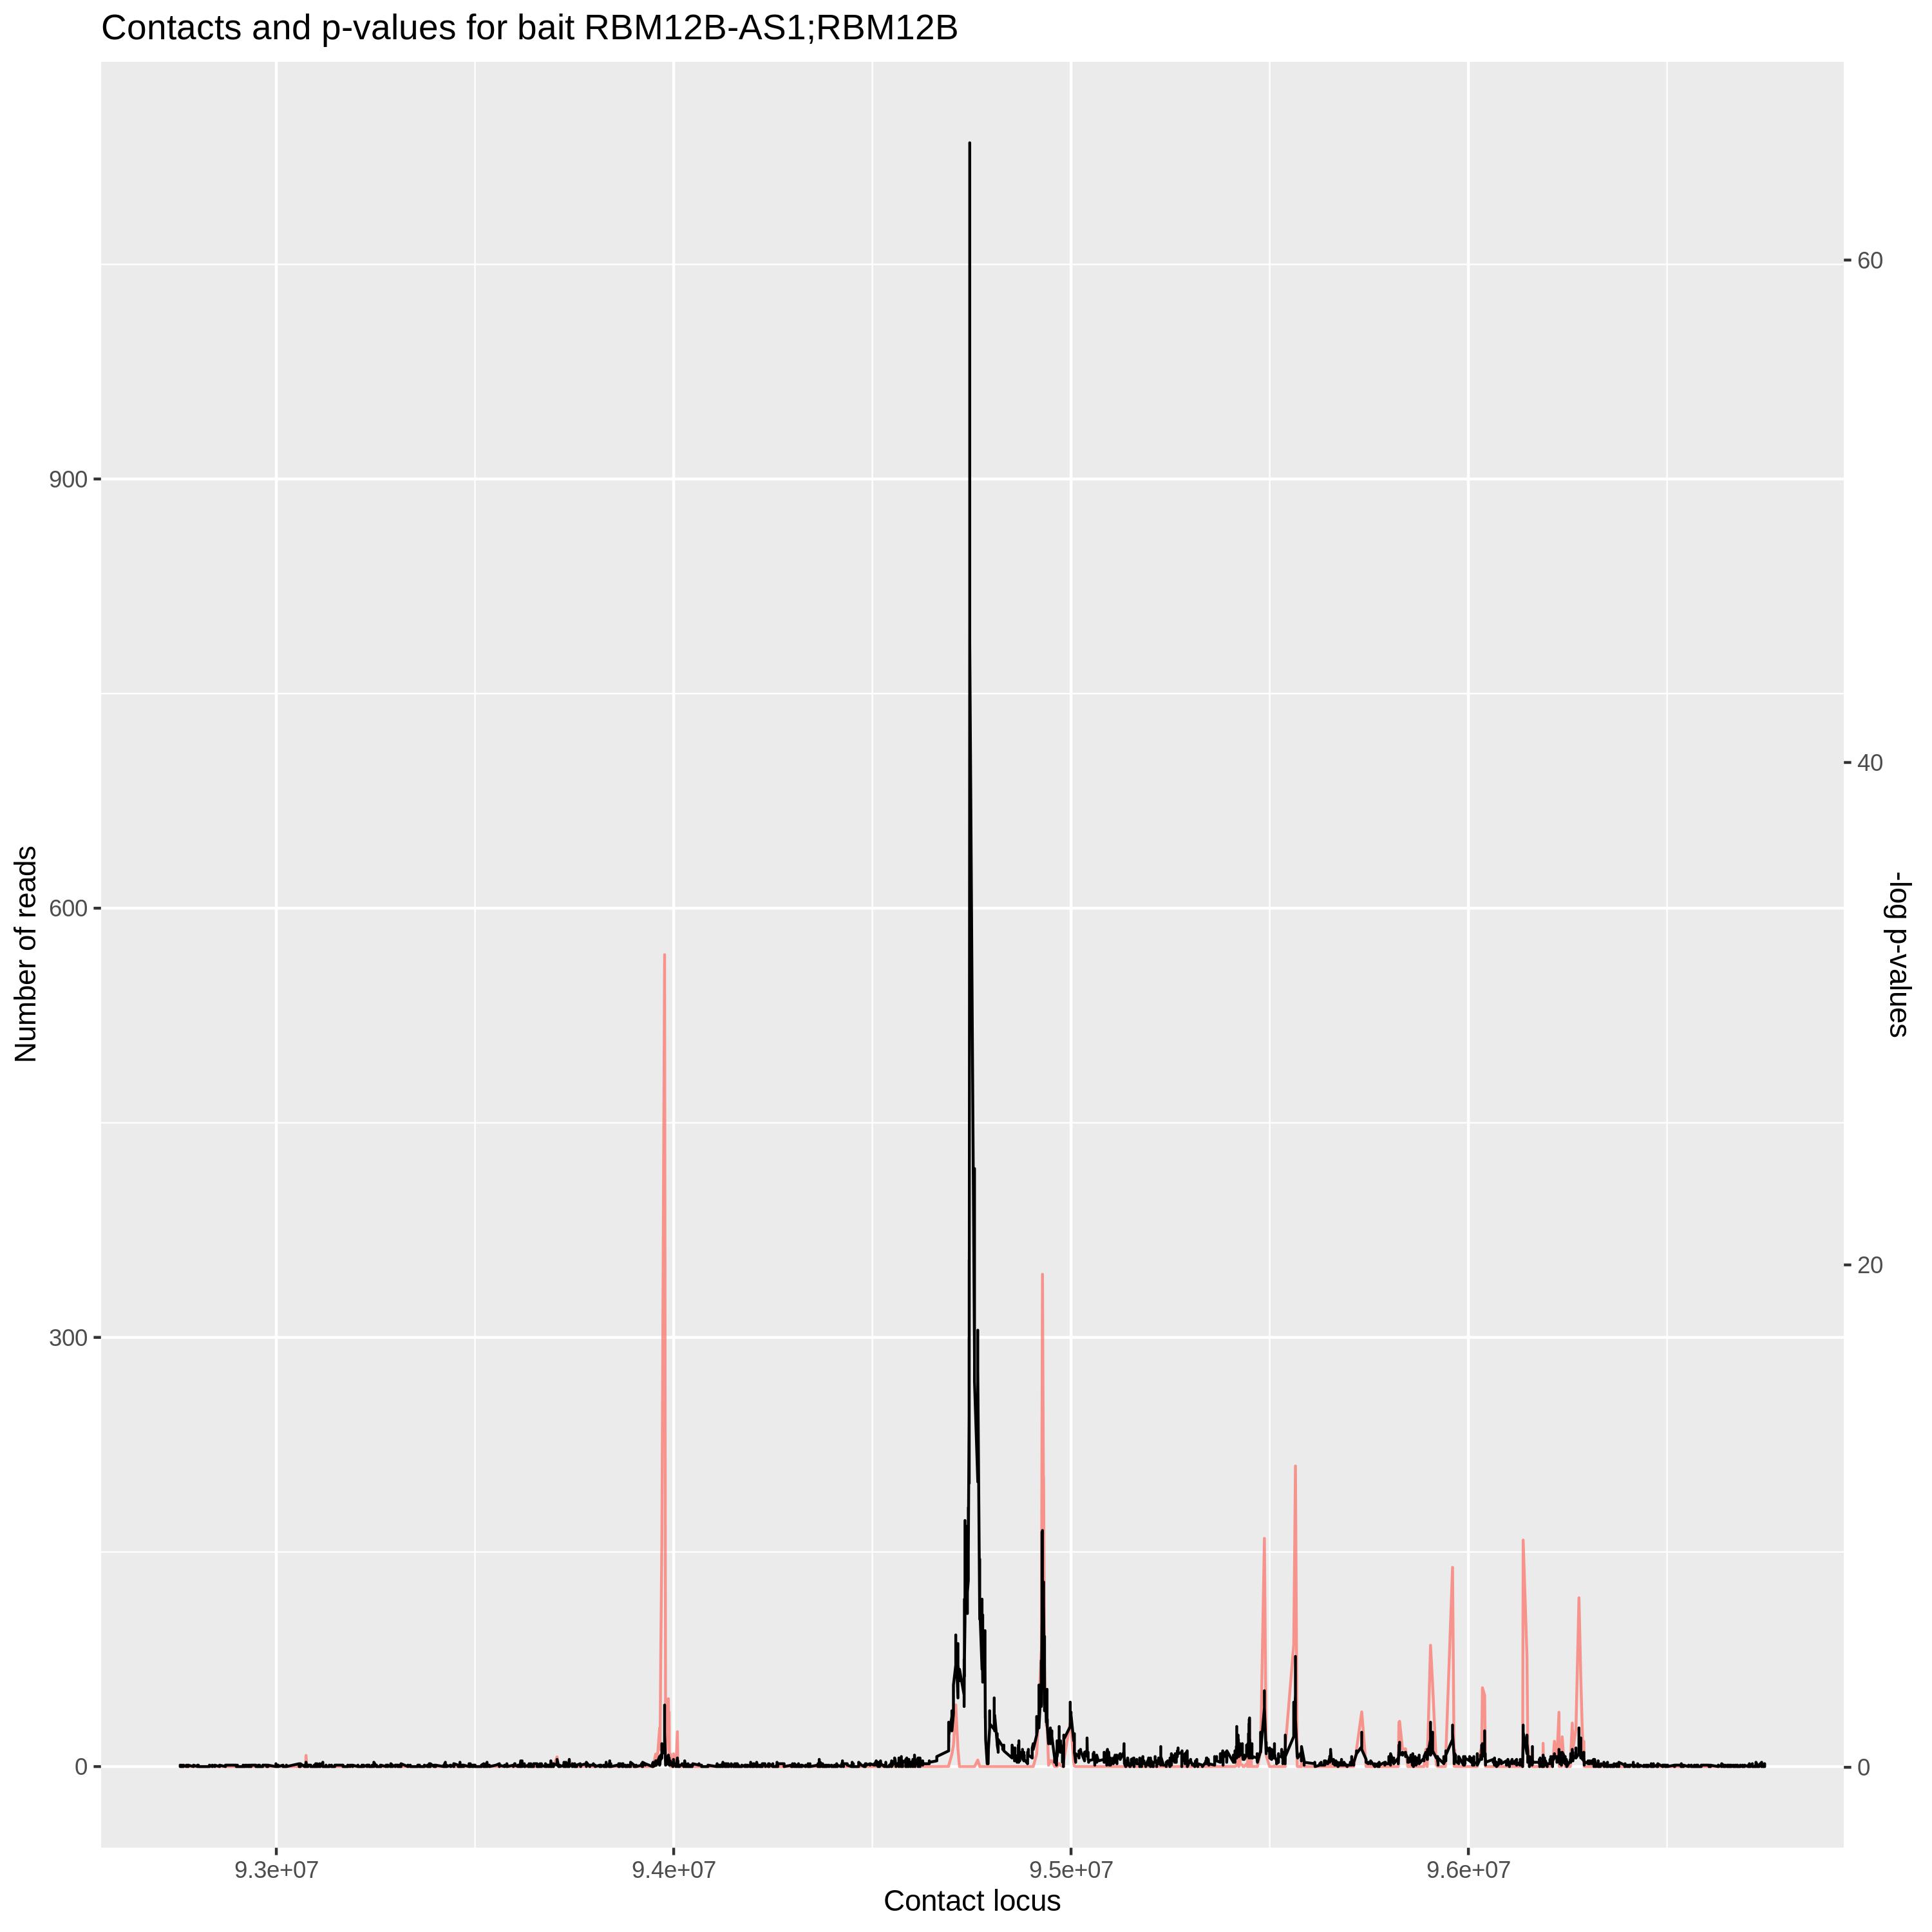 Contacts and p-values for bait RBM12B-AS1;RBM12B
Number of reads
900
600
300
0
60
40
20
0
-log p-values
9.3e+07
9.4e+07
9.5e+07
9.6e+07
Contact locus